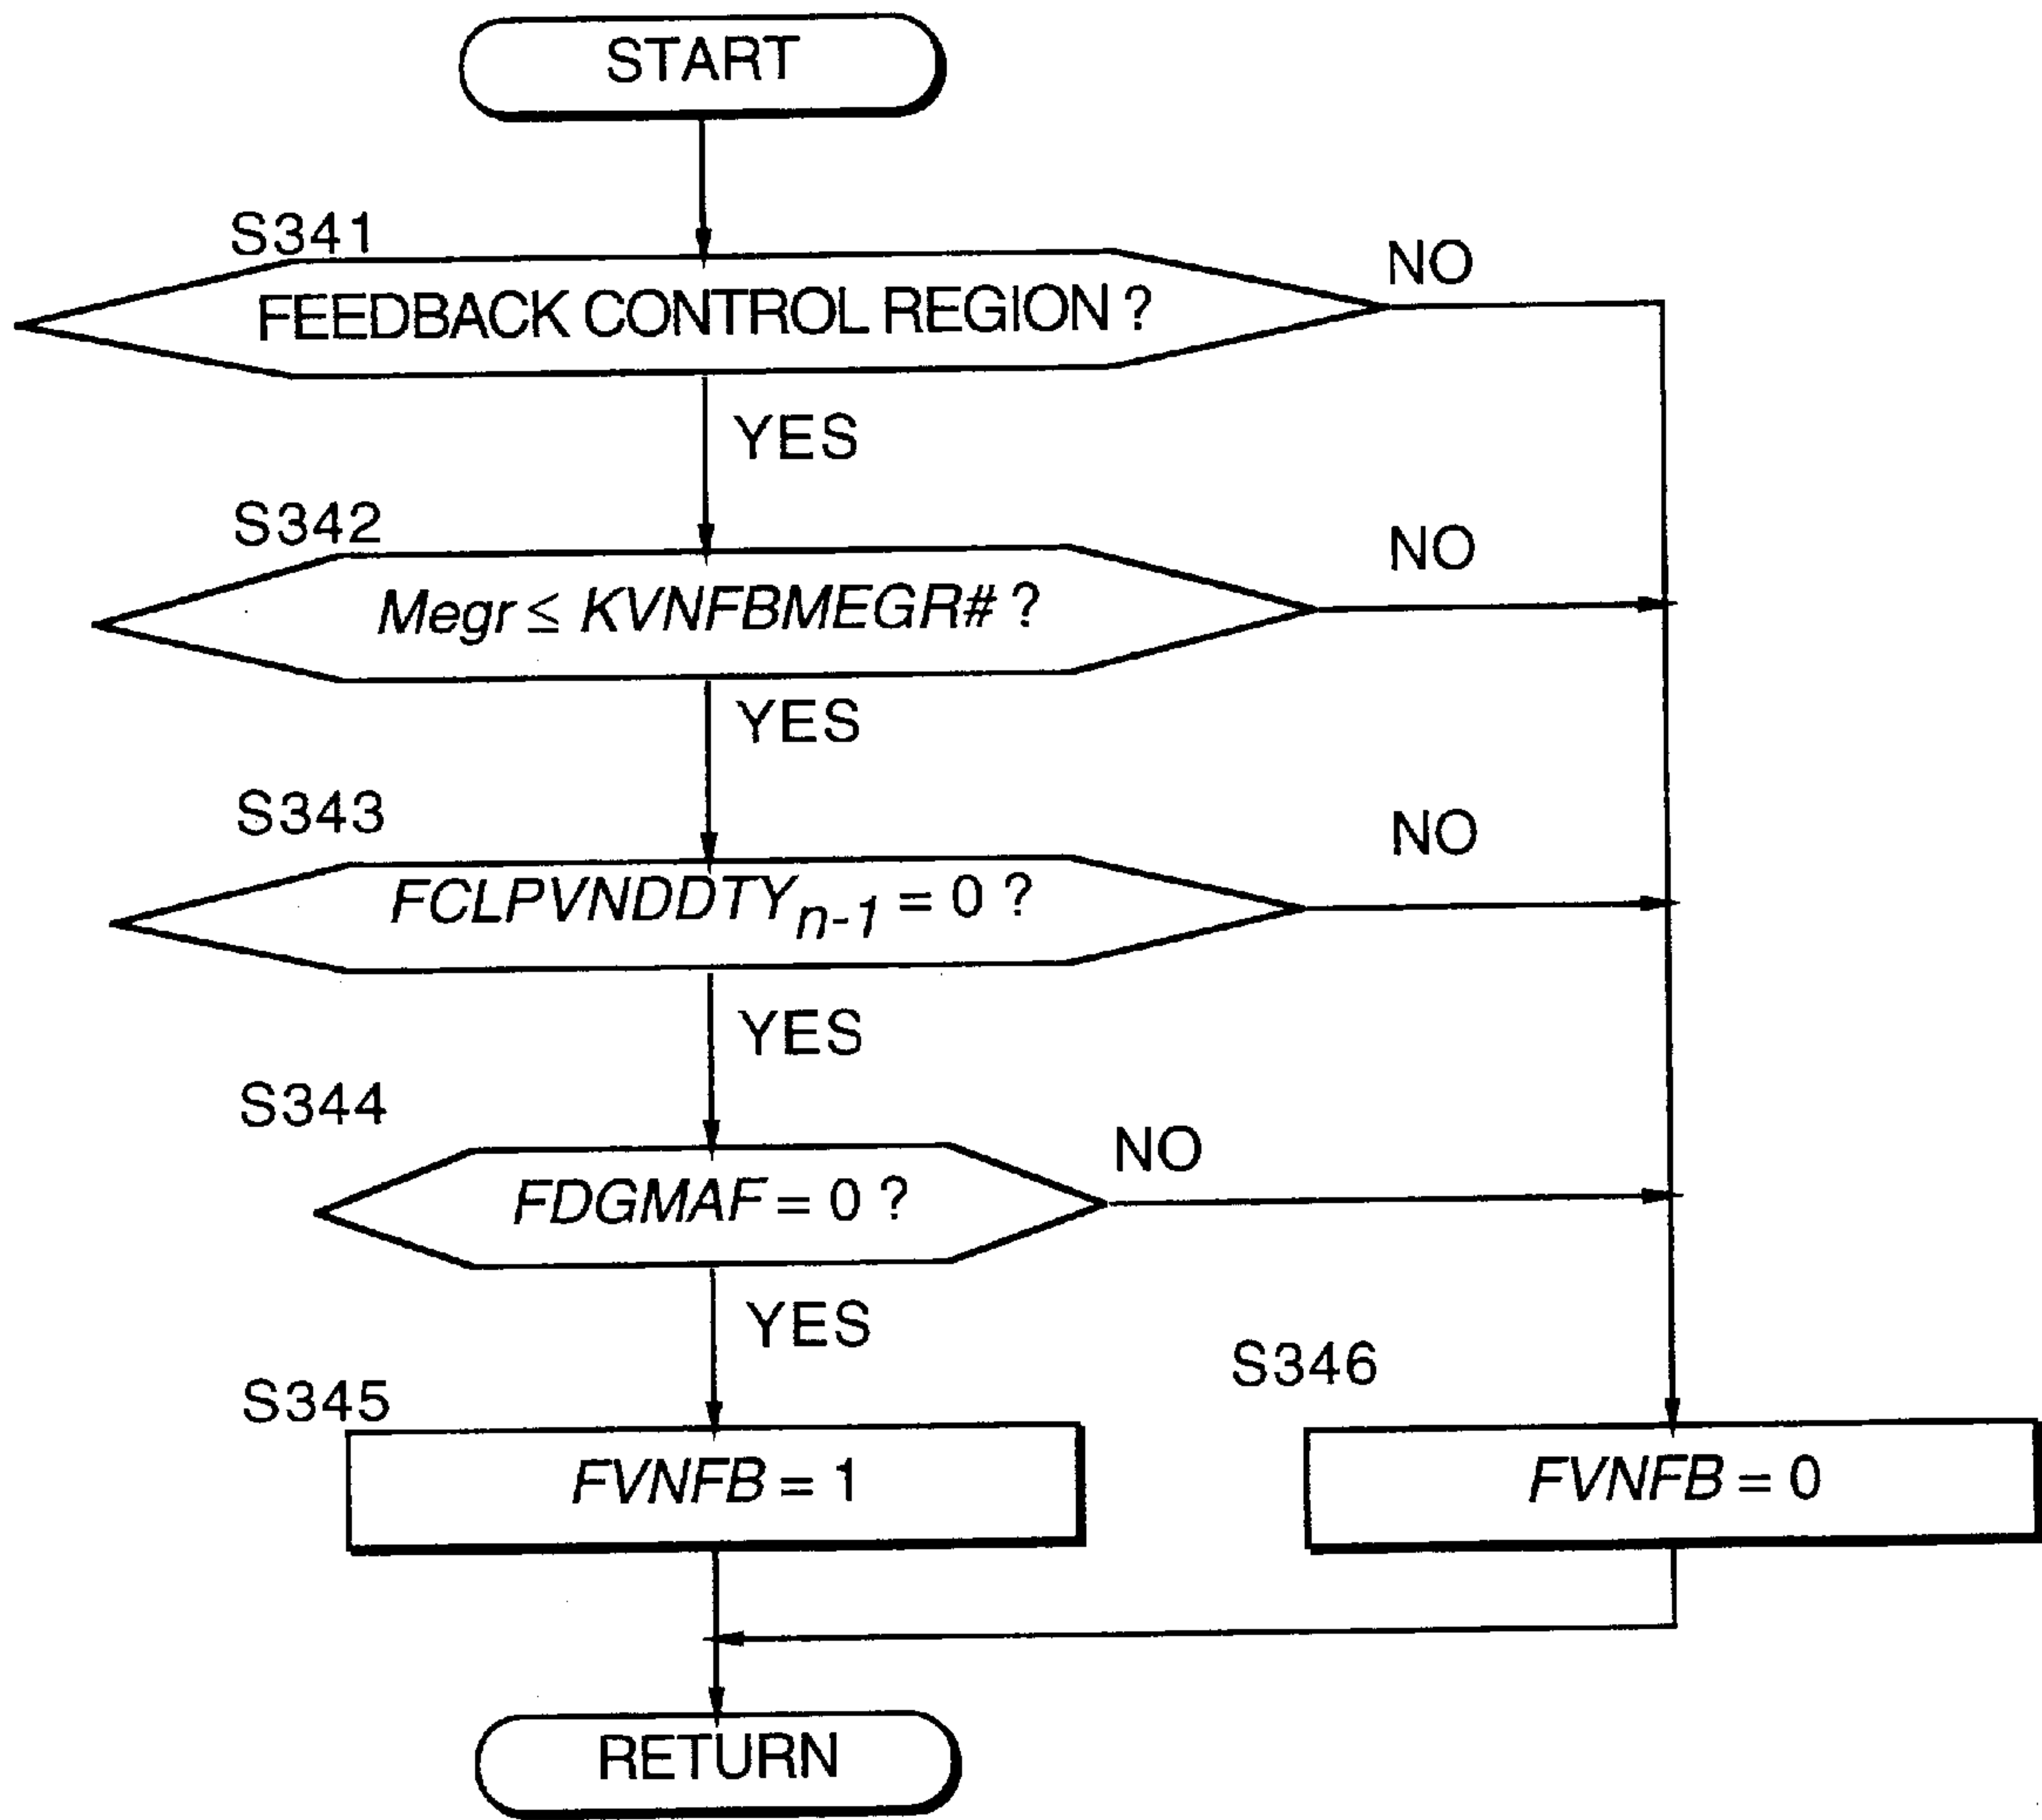 START
S341
FEEDBACK CONTROL REGION ?
NO
YES
S342
Megr ≤ KVNFBMEGR# ?
NO
YES
S343
FCLPVNDDTYn-1 = 0 ?
NO
YES
S344
FDGMAF = 0 ?
NO
YES
S345
FVNFB = 1
S346
FVNFB = 0
RETURN